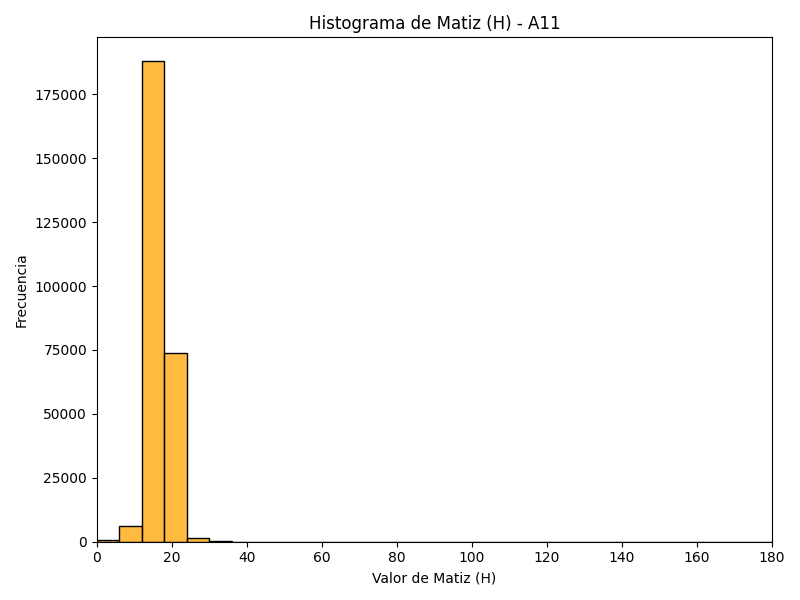 Histograma de Matiz (H) - A11
Frecuencia
175000
150000
125000
100000
75000
50000
25000
0
0 20 40 60 80 100 120 140 160 180
Valor de Matiz (H)